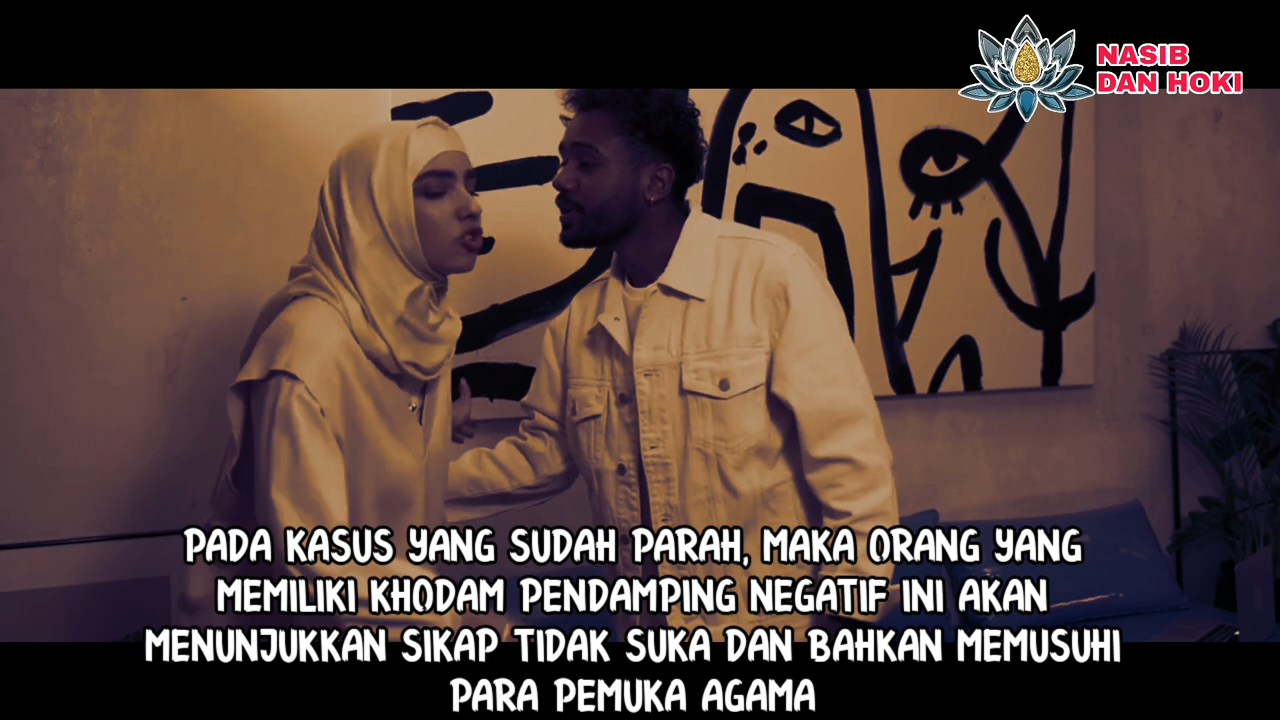 NASIB
DAN HOKI
PADA KASUS YANG SUDAH PARAH, MAKA ORANG YANG
MEMILIKI KHODAM PENDAMPING NEGATIF INI AKAN
MENUNJUKKAN SIKAP TIDAK SUKA DAN BAHKAN MEMUSUHI
PARA PEMUKA AGAMA